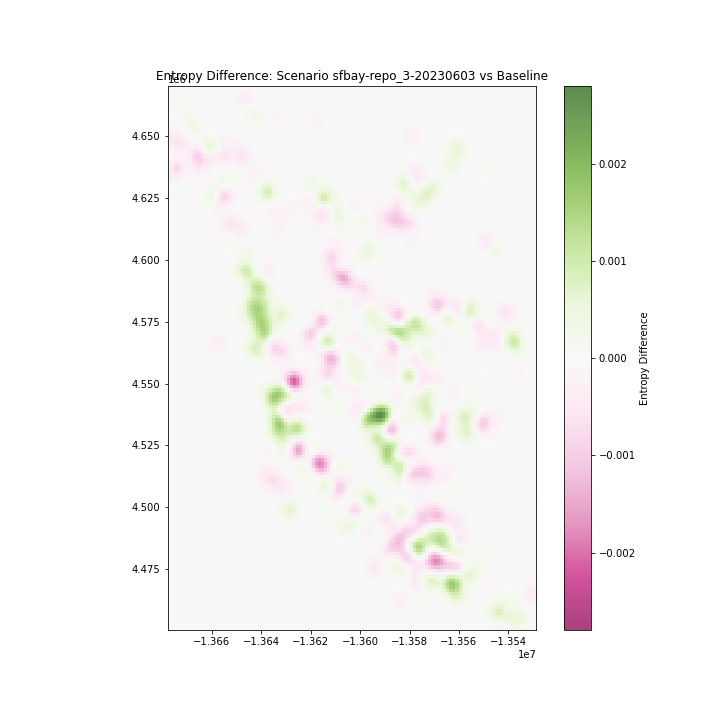 Entropy Difference: Scenario sfbay-repo_3-20230603 vs Baseline
1e6
4.650
4.625
4.600
4.575
4.550
4.525
4.500
4.475
−1.366 −1.364 −1.362 −1.360 −1.358 −1.356 −1.354
1e7
0.002
0.001
0.000
−0.001
−0.002
Entropy Difference